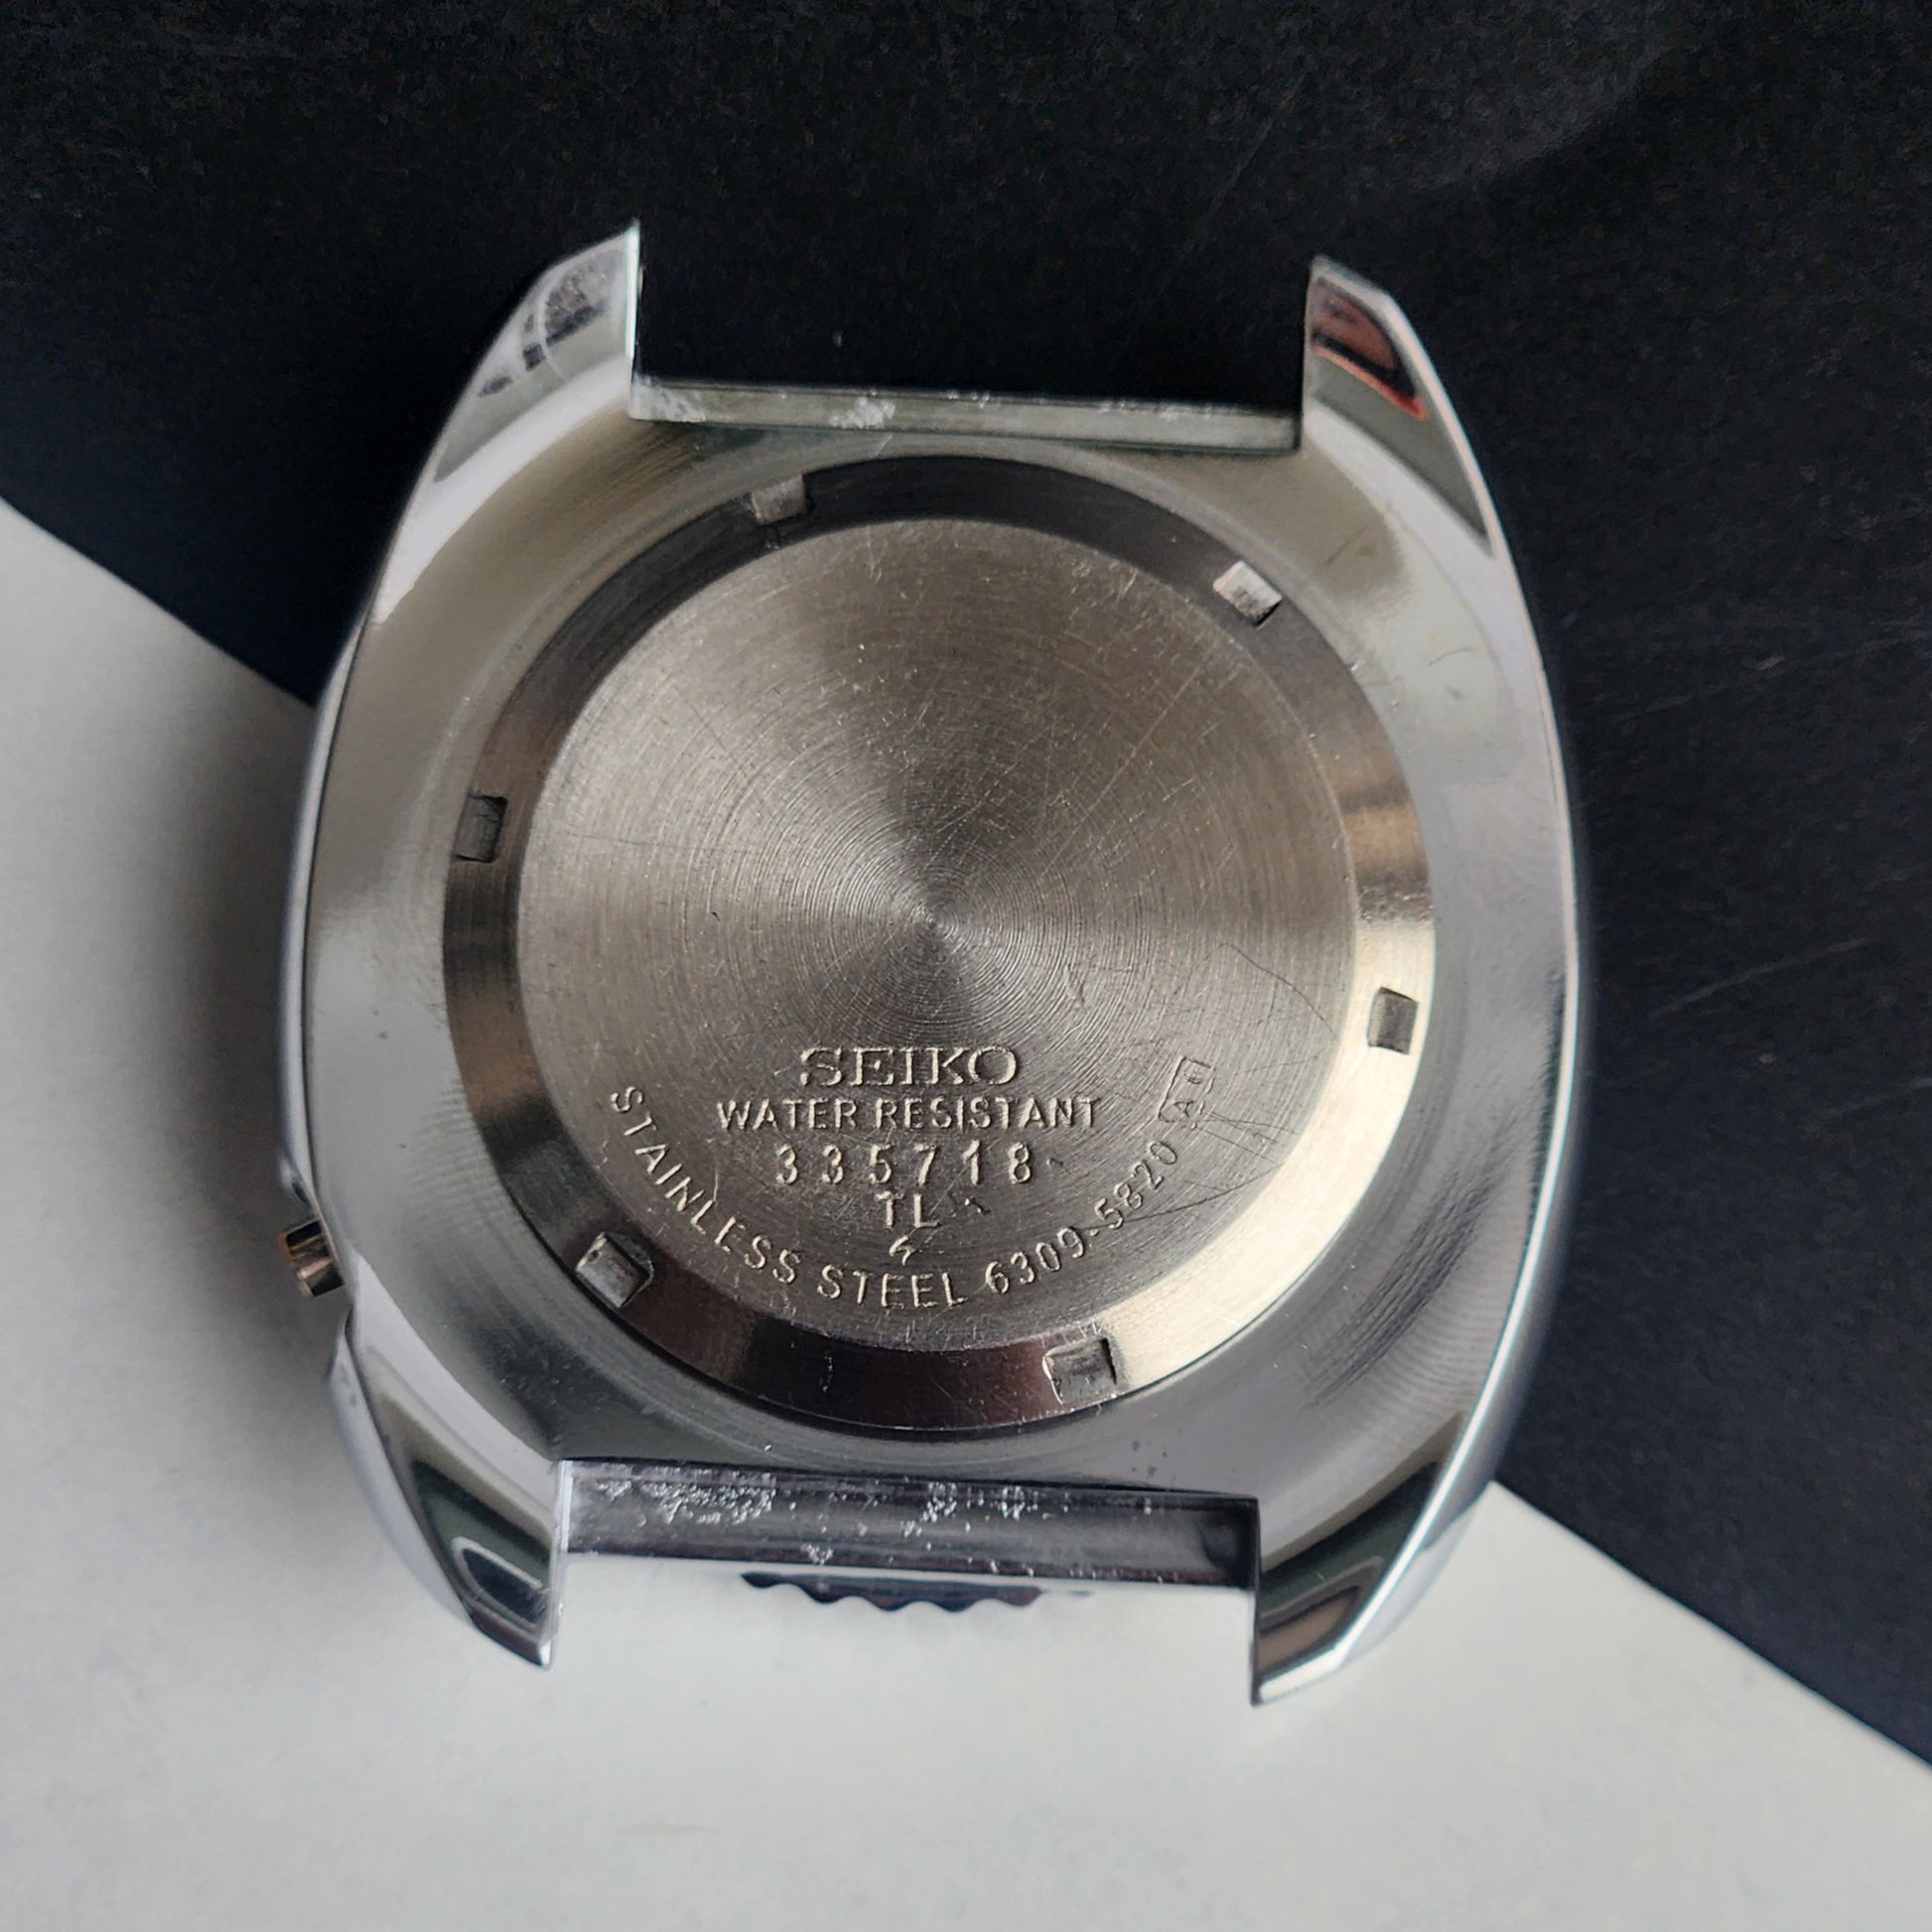 SEIKO
WATER RESISTANT
335718
TL
STAINLESS STEEL 6309-5820